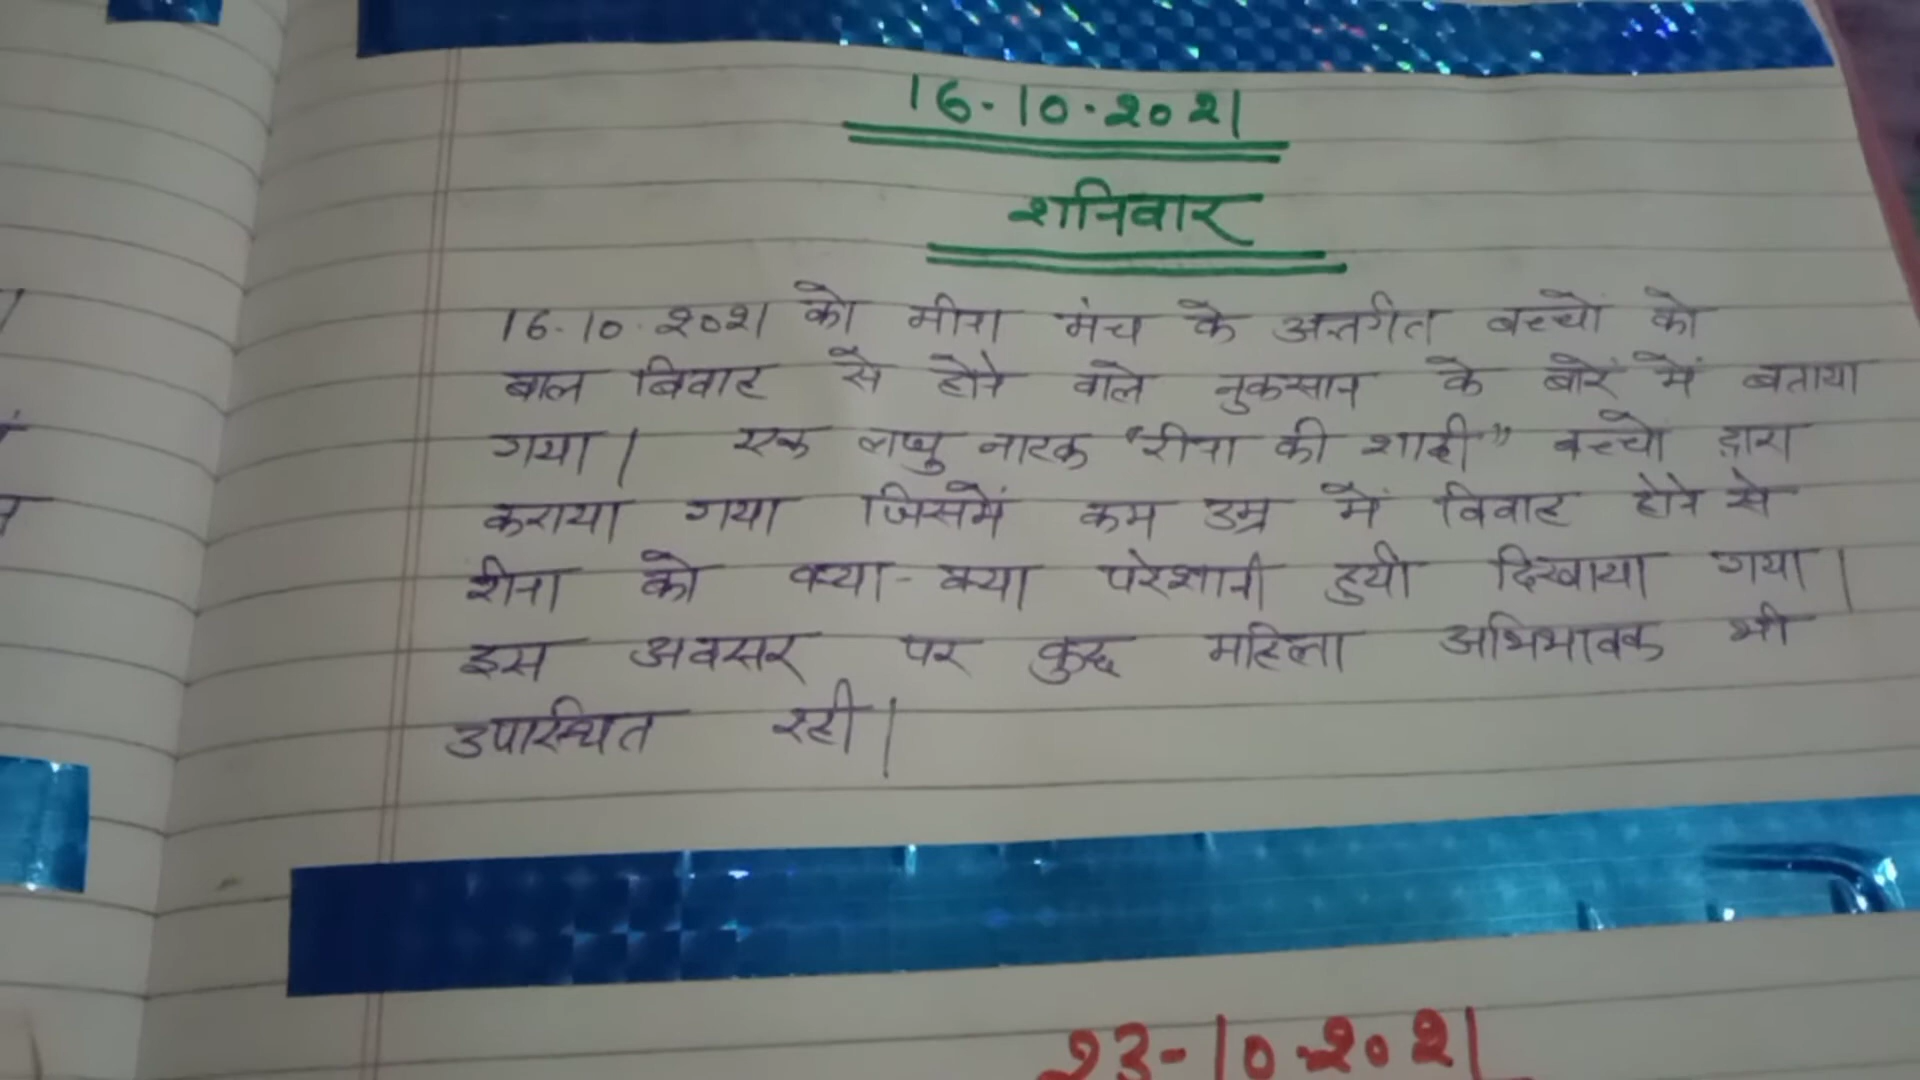 16.10.2021
शनिवार
16.10.2021 को मीना मंच के अन्तर्गत बच्चों को
बाल विवाह से होने वाले नुकसान के बारें में बताया
गया। एक लघु नाटक "रीना की शादी" बच्चो द्वारा
कराया गया जिसमें कम उम्र में विवाह होने से
रीना को क्या-क्या परेशानी हुयी दिखाया गया।
इस अवसर पर कुछ महिला अभिभावक भी
उपस्थित रही।
23-10-2021